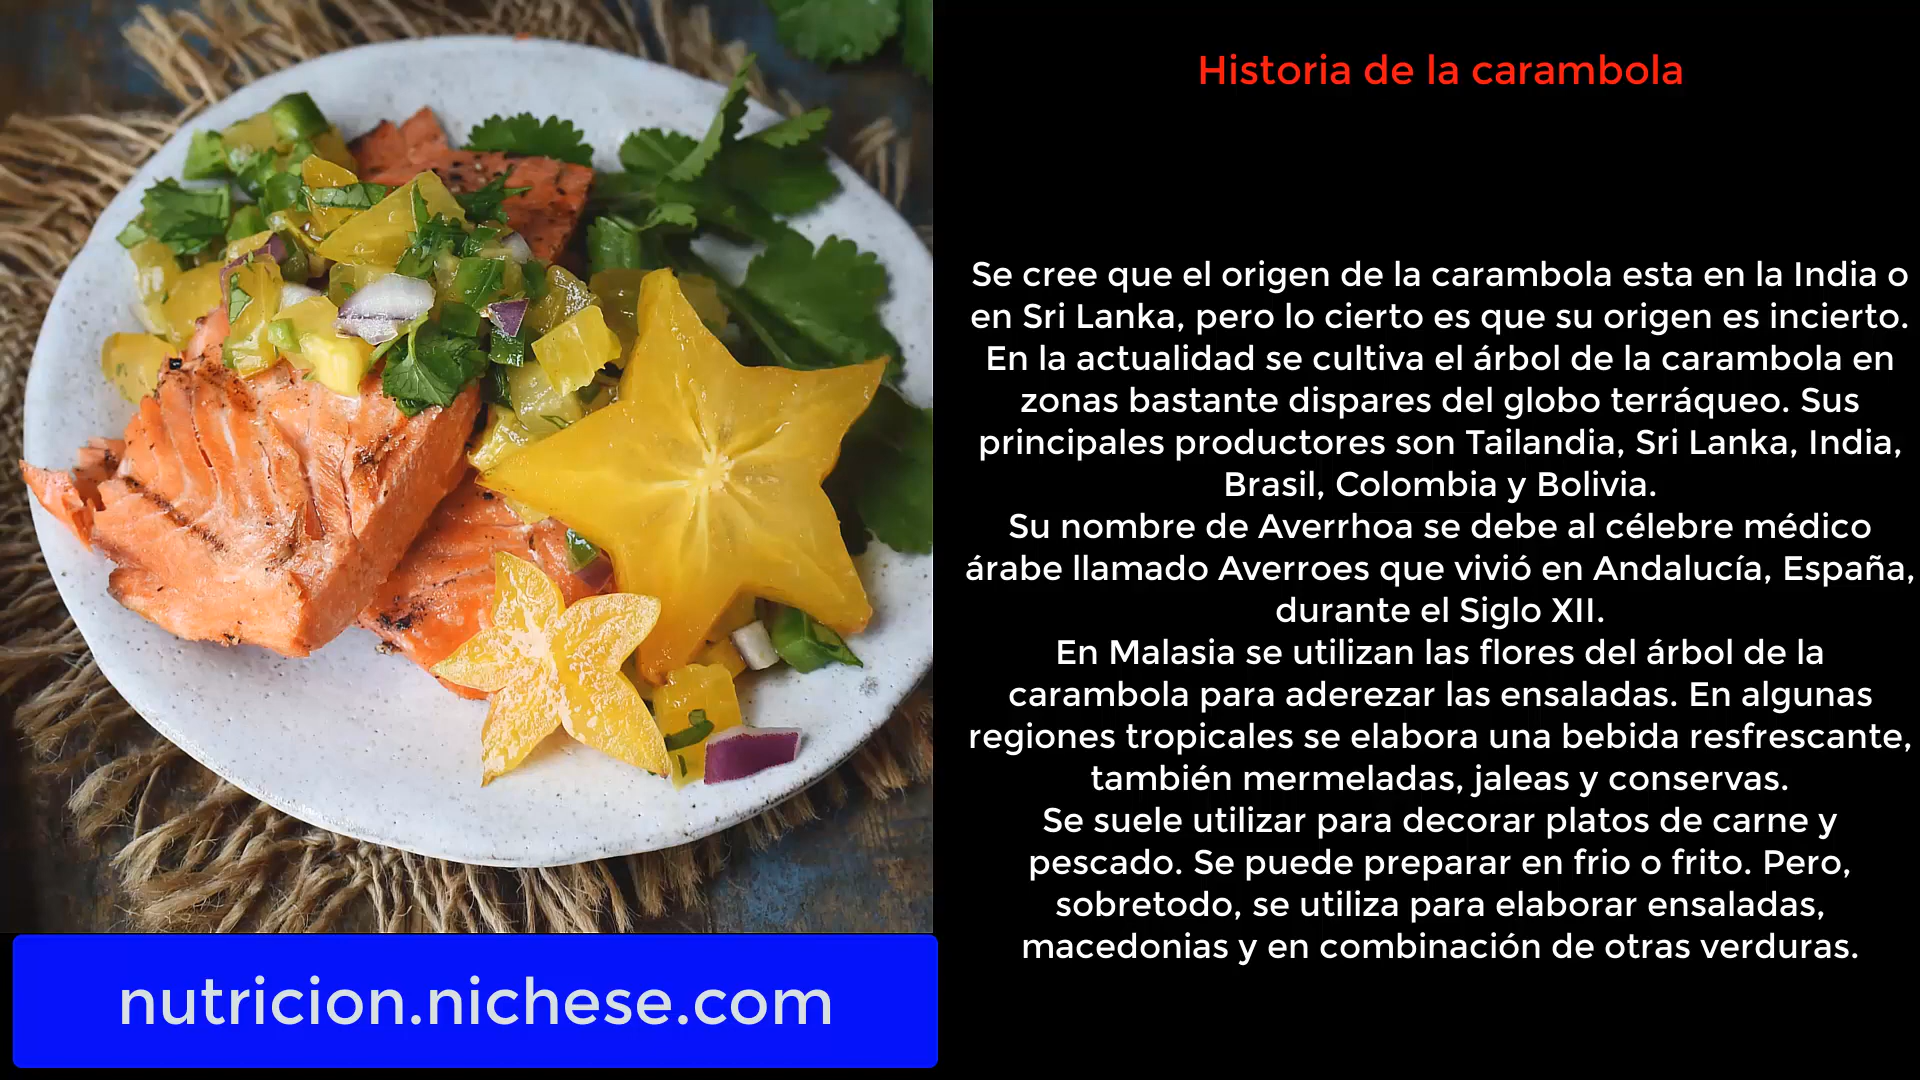 Historia de la carambola
Se cree que el origen de la carambola esta en la India o
en Sri Lanka, pero lo cierto es que su origen es incierto.
En la actualidad se cultiva el árbol de la carambola en
zonas bastante dispares del globo terráqueo. Sus
principales productores son Tailandia, Sri Lanka, India,
Brasil, Colombia y Bolivia.
Su nombre de Averrhoa se debe al célebre médico
árabe llamado Averroes que vivió en Andalucía, España,
durante el Siglo XII.
En Malasia se utilizan las flores del árbol de la
carambola para aderezar las ensaladas. En algunas
regiones tropicales se elabora una bebida resfrescante,
también mermeladas, jaleas y conservas.
Se suele utilizar para decorar platos de carne y
pescado. Se puede preparar en frio o frito. Pero,
sobretodo, se utiliza para elaborar ensaladas,
macedonias y en combinación de otras verduras.
nutricion.nichese.com